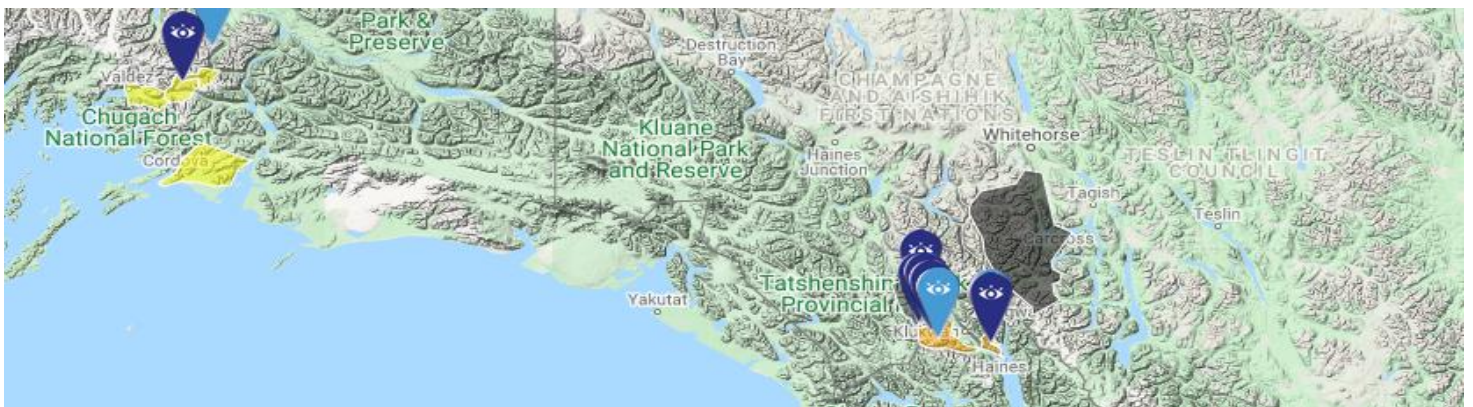 Park &
Preserve
Valdez
Chugach
National Forest
Cordova
Destruction
Bay
CHAMPAGNE
AND AISHIHIK
FIRST NATIONS
Kluane
National Park
and Reserve
Haines
Junction
Whitehorse
TESLIN TLINGIT
COUNCIL
Tagish
Teslin
Carcross
Yakutat
Provincial
Haines